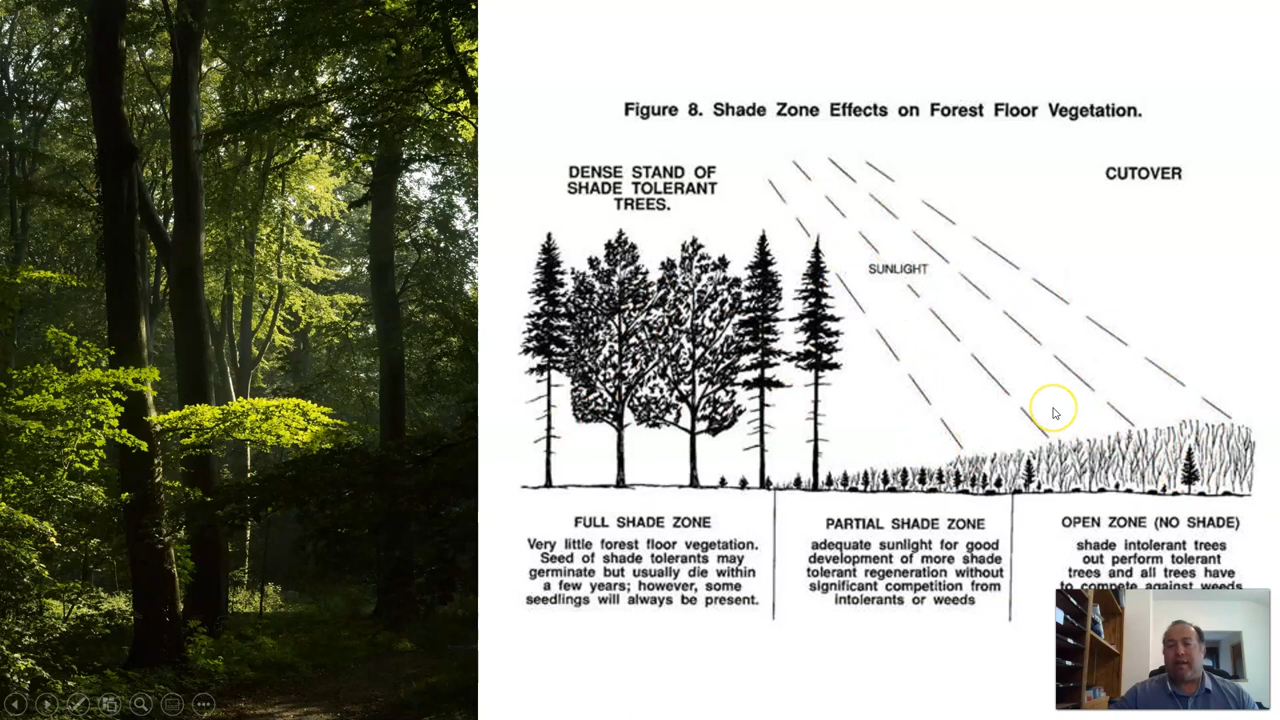 Figure 8. Shade Zone Effects on Forest Floor Vegetation.
DENSE STAND OF
SHADE TOLERANT
TREES.
CUTOVER
SUNLIGHT
FULL SHADE ZONE
Very little forest floor vegetation.
Seed of shade tolerants may
germinate but usually die within
a few years; however, some
seedlings will always be present.
PARTIAL SHADE ZONE
adequate sunlight for good
development of more shade
tolerant regeneration without
significant competition from
intolerants or weeds
OPEN ZONE (NO SHADE)
shade intolerant trees
out perform tolerant
trees and all trees have
to compete against weeds